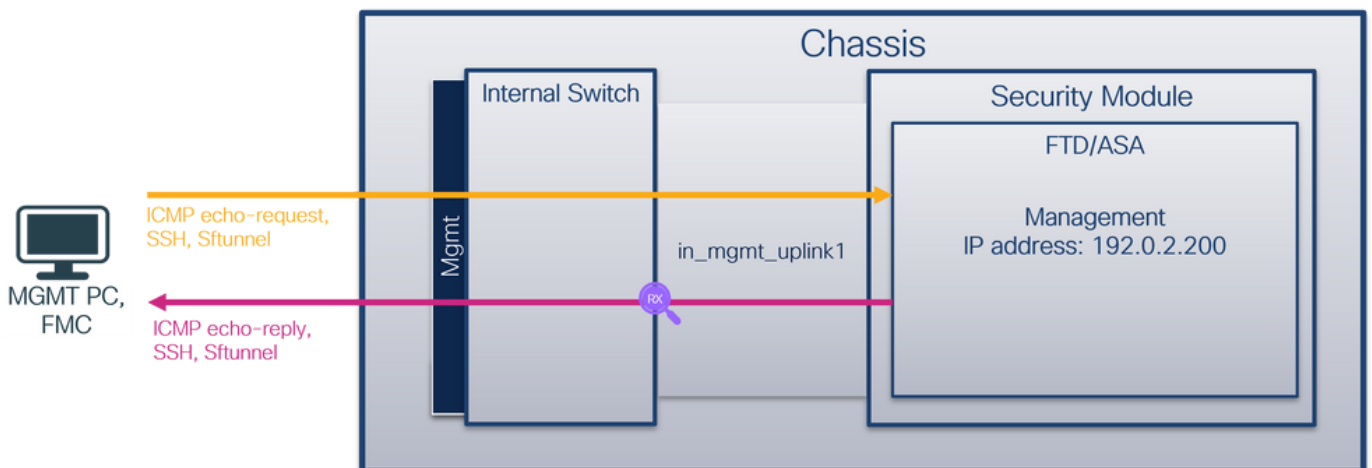 Chassis
Internal Switch
Security Module
FTD/ASA
Management
IP address: 192.0.2.200
Mgmt
in_mgmt_uplink1
ICMP echo-request,
SSH, Sftunnel
RX
MGMT PC,
FMC
ICMP echo-reply,
SSH, Sftunnel